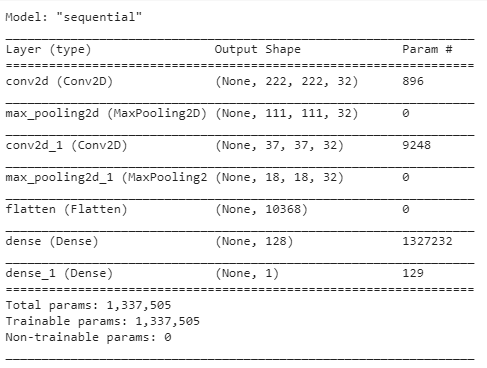 Model: "sequential"
Layer (type) Output Shape Param #
conv2d (Conv2D) (None, 222, 222, 32) 896
max_pooling2d (MaxPooling2D) (None, 111, 111, 32) 0
conv2d_1 (Conv2D) (None, 37, 37, 32) 9248
max_pooling2d_1 (MaxPooling2 (None, 18, 18, 32) 0
flatten (Flatten) (None, 10368) 0
dense (Dense) (None, 128) 1327232
dense_1 (Dense) (None, 1) 129
Total params: 1,337,505
Trainable params: 1,337,505
Non-trainable params: 0